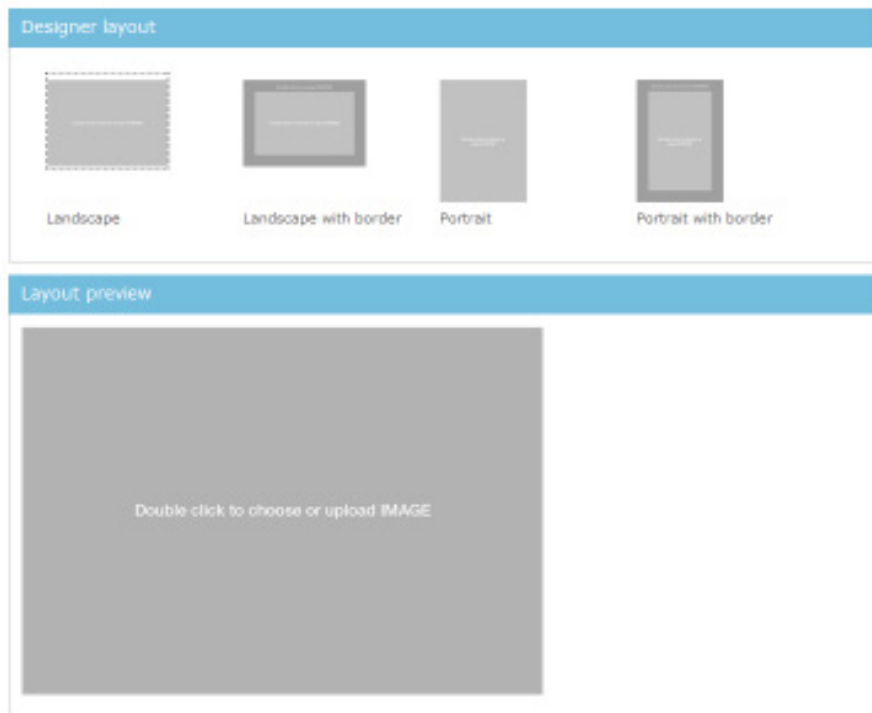 Designer layout
Landscape
Landscape with border
Portrait
Portrait with border
Layout preview
Double click to choose or upload IMAGE